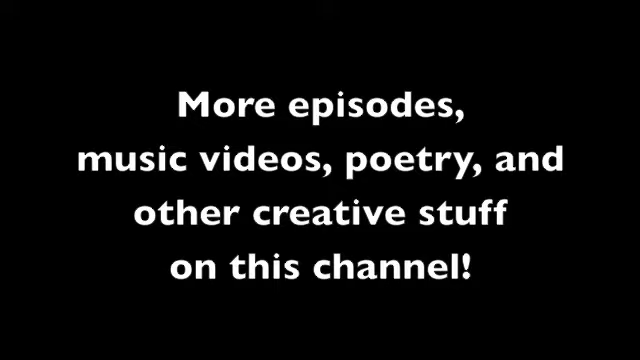 More episodes,
music videos, poetry, and
other creative stuff
on this channel!